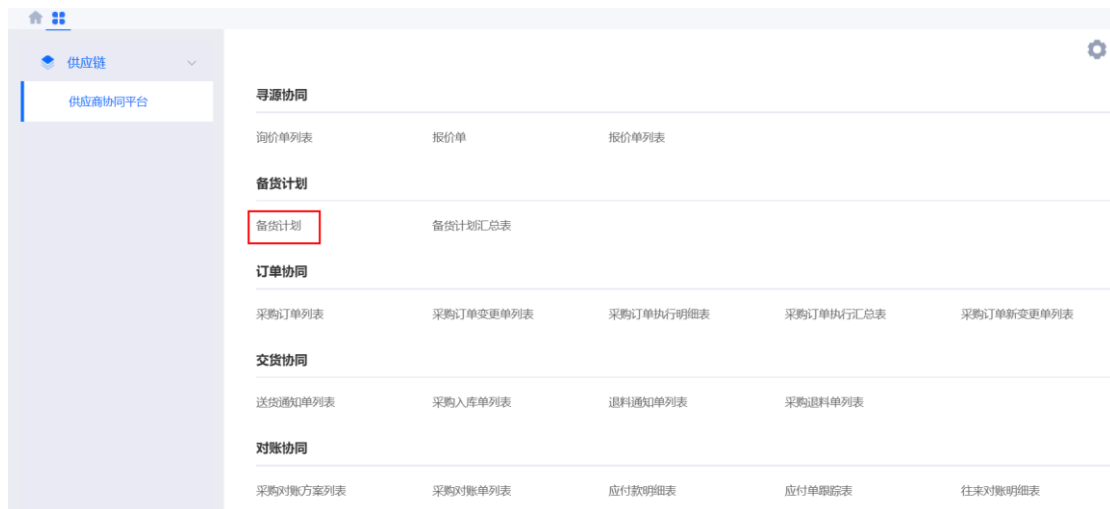 供应链
供应商协同平台
寻源协同
询价单列表 报价单 报价单列表
备货计划
备货计划 备货计划汇总表
订单协同
采购订单列表 采购订单变更单列表 采购订单执行明细表 采购订单执行汇总表 采购订单新变更单列表
交货协同
送货通知单列表 采购入库单列表 退料通知单列表 采购退料单列表
对账协同
采购对账方案列表 采购对账单列表 应付款明细表 应付单跟踪表 往来对账明细表